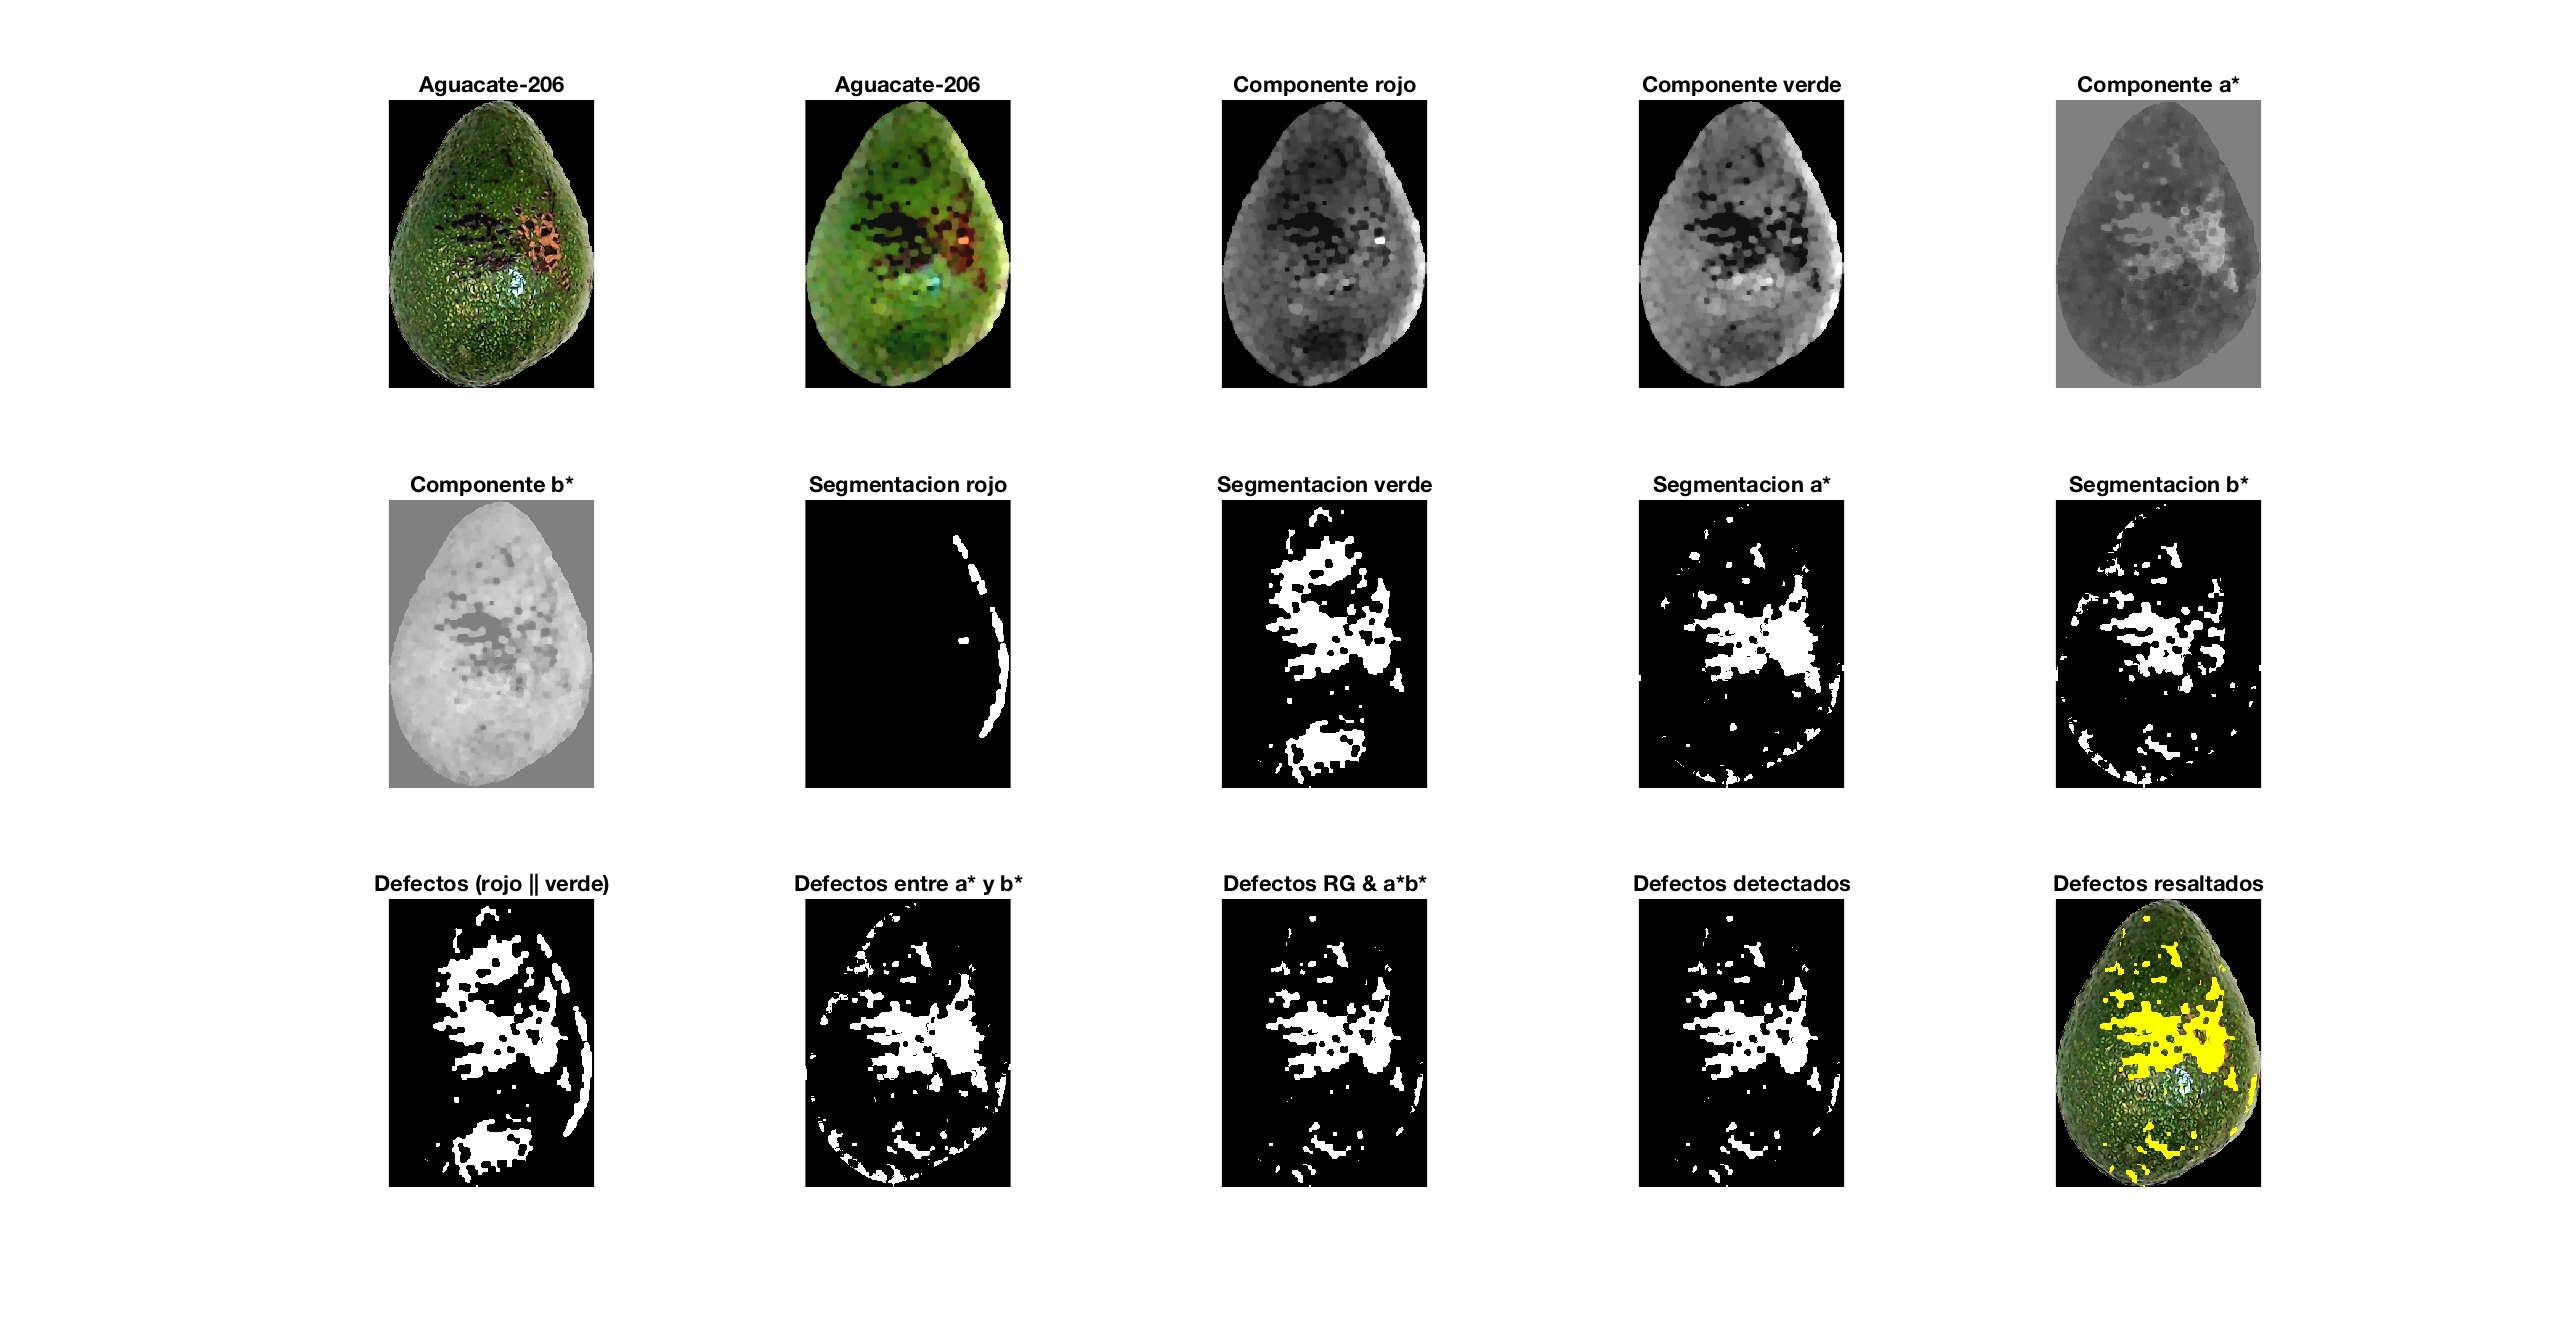 Aguacate-206
Aguacate-206
Componente rojo
Componente verde
Componente a*
Componente b*
Segmentacion rojo
Segmentacion verde
Segmentacion a*
Segmentacion b*
Defectos (rojo || verde)
Defectos entre a* y b*
Defectos RG & a*b*
Defectos detectados
Defectos resaltados